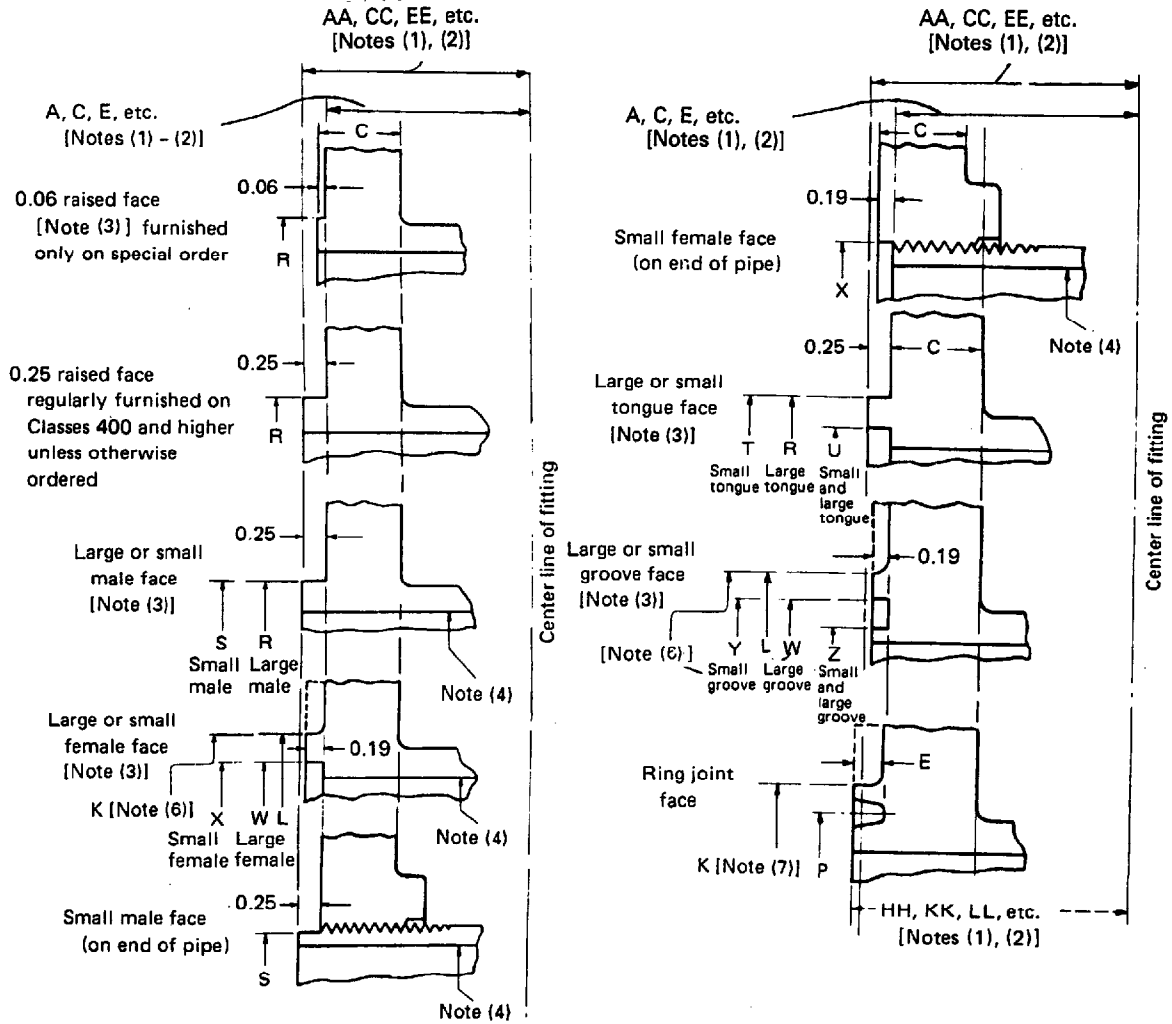 AA, CC, EE, etc.
[Notes (1), (2)]
A, C, E, etc.
[Notes (1) – (2)]
C
0.06
0.06 raised face
[Note (3)] furnished
only on special order
R
0.25
0.25 raised face
regularly furnished on
Classes 400 and higher
unless otherwise
ordered
R
0.25
Large or small
male face
[Note (3)]
S
Small
male
R
Large
male
Note (4)
Large or small
female face
[Note (3)]
0.19
K [Note (6)]
X
Small
female
W
L
Large
female
Note (4)
0.25
Small male face
(on end of pipe)
S
Note (4)
Center line of fitting
AA, CC, EE, etc.
[Notes (1), (2)]
A, C, E, etc.
[Notes (1), (2)]
C
0.19
Small female face
(on end of pipe)
X
Note (4)
0.25
C
Large or small
tongue face
[Note (3)]
T
Small
tongue
R
Large
tongue
U
Small
and
large
tongue
Large or small
groove face
[Note (3)]
0.19
[Note (6)]
Y
Small
groove
L
W
Large
groove
Z
Small
and
large
groove
Ring joint
face
E
K [Note (7)]
P
HH, KK, LL, etc.
[Notes (1), (2)]
Center line of fitting